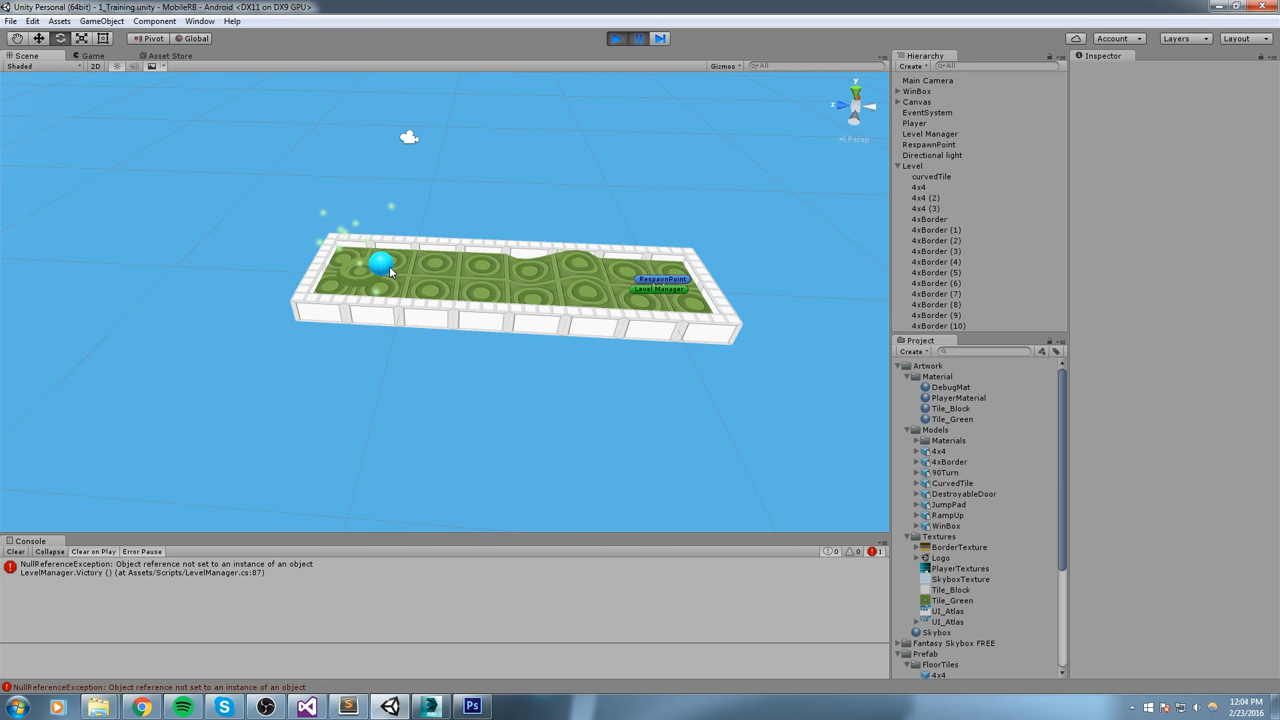 Unity Personal (64bit) - 1_Training.unity - MobileRB - Android <DX11 on DX9 GPU>
File Edit Assets GameObject Component Window Help
Pivot Global Account Layers Layout
Scene Game Asset Store
Shaded 2D Gizmos All
y
z
Persp
RespawnPoint
Level Manager
Hierarchy
Create All
Main Camera
WinBox
Canvas
EventSystem
Player
Level Manager
RespawnPoint
Directional light
Level
curvedTile
4x4
4x4 (2)
4x4 (3)
4xBorder
4xBorder (1)
4xBorder (2)
4xBorder (3)
4xBorder (4)
4xBorder (5)
4xBorder (6)
4xBorder (7)
4xBorder (8)
4xBorder (9)
4xBorder (10)
Inspector
Project
Create
Artwork
Material
DebugMat
PlayerMaterial
Tile_Block
Tile_Green
Models
Materials
4x4
4xBorder
90Turn
CurvedTile
DestroyableDoor
JumpPad
RampUp
WinBox
Textures
BorderTexture
Logo
PlayerTextures
SkyboxTexture
Tile_Block
Tile_Green
UI_Atlas
UI_Atlas
Skybox
Fantasy Skybox FREE
Prefab
FloorTiles
4x4
Console
Clear Collapse Clear on Play Error Pause 0 0 1
NullReferenceException: Object reference not set to an instance of an object
LevelManager.Victory () (at Assets/Scripts/LevelManager.cs:87)
NullReferenceException: Object reference not set to an instance of an object
12:04 PM
2/23/2016